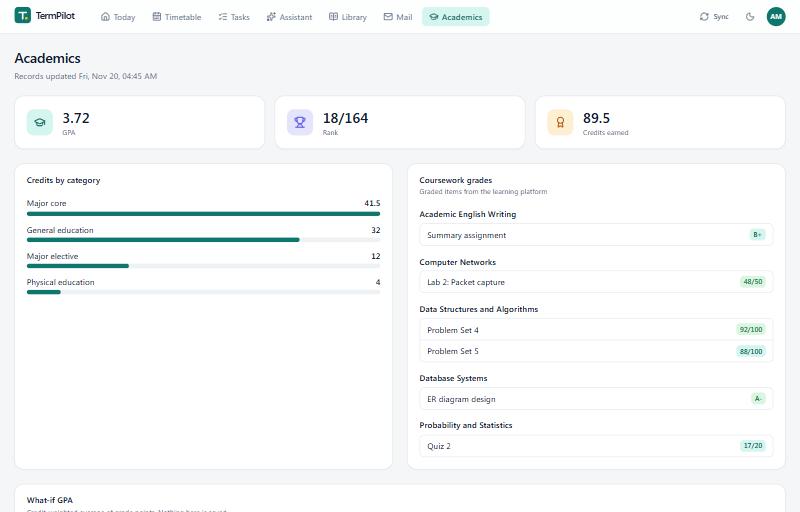 TermPilot
Today
Timetable
Tasks
Assistant
Library
Mail
Academics
Sync
AM
Academics
Records updated Fri, Nov 20, 04:45 AM
3.72
GPA
18/164
Rank
89.5
Credits earned
Credits by category
Major core 41.5
General education 32
Major elective 12
Physical education 4
Coursework grades
Graded items from the learning platform
Academic English Writing
Summary assignment B+
Computer Networks
Lab 2: Packet capture 48/50
Data Structures and Algorithms
Problem Set 4 92/100
Problem Set 5 88/100
Database Systems
ER diagram design A-
Probability and Statistics
Quiz 2 17/20
What-if GPA